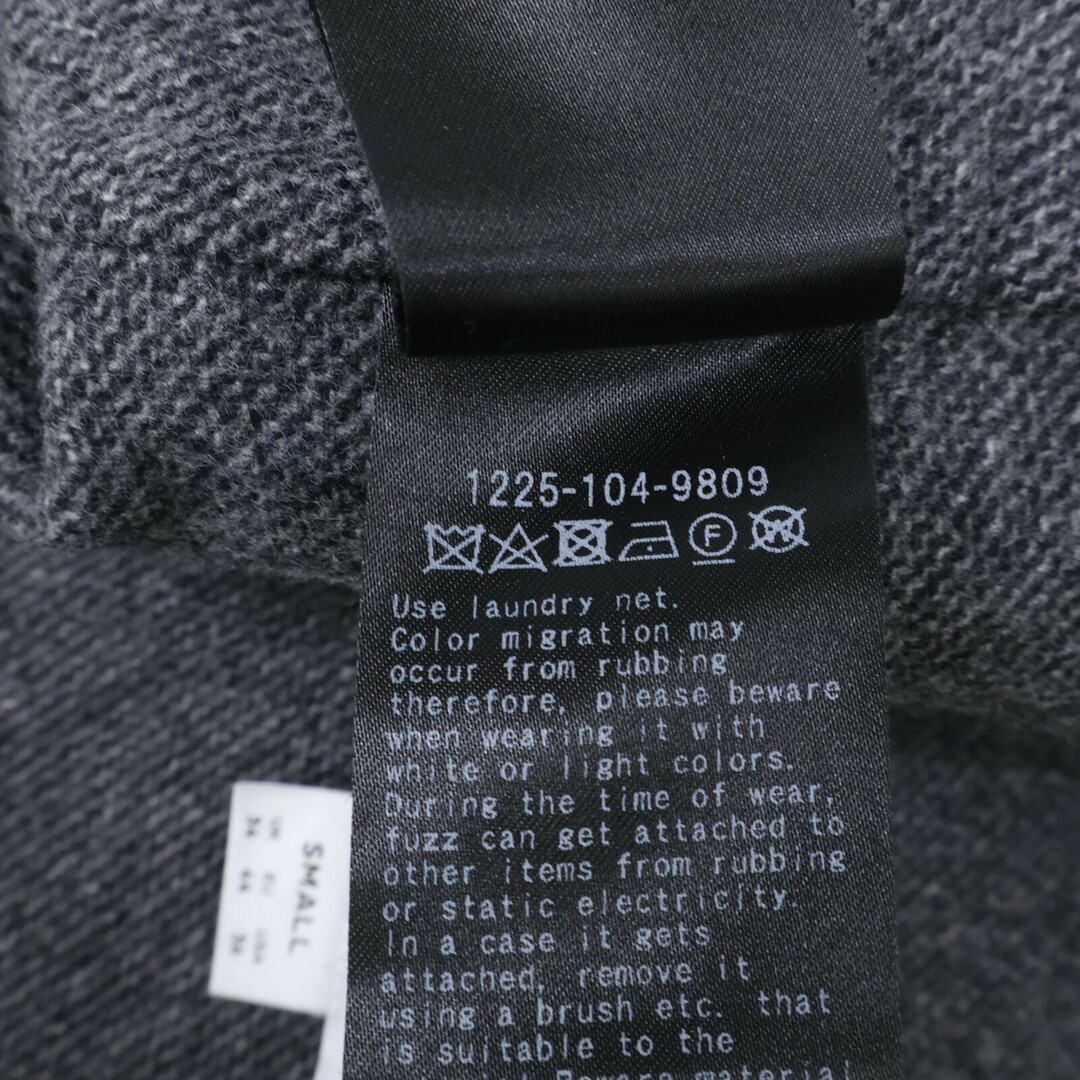 1225-104-9809
F
W
Use laundry net.
Color migration may
occur from rubbing
therefore, please beware
when wearing it with
white or light colors.
During the time of wear,
fuzz can get attached to
other items from rubbing
or static electricity.
In a case it gets
attached, remove it
using a brush etc. that
is suitable to the
Beware material
SMALL